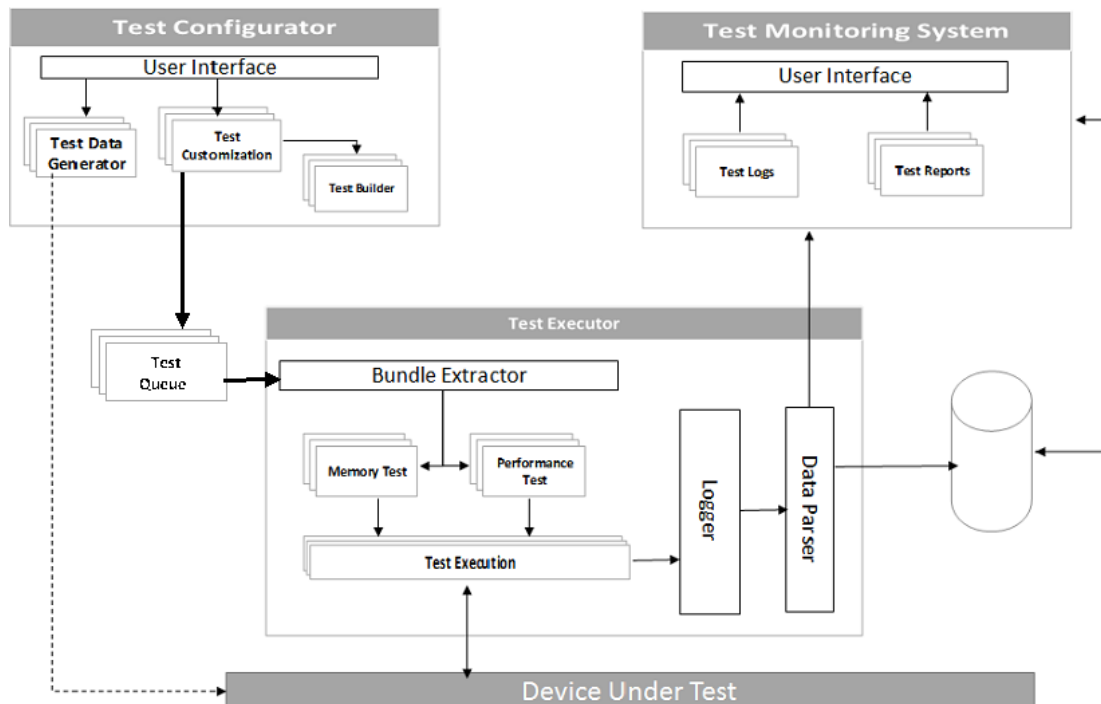 Test Configurator
User Interface
Test Data
Generator
Test
Customization
Test Builder
Test Monitoring System
User Interface
Test Logs
Test Reports
Test
Queue
Test Executor
Bundle Extractor
Memory Test
Performance
Test
Test Execution
Logger
Data Parser
Device Under Test